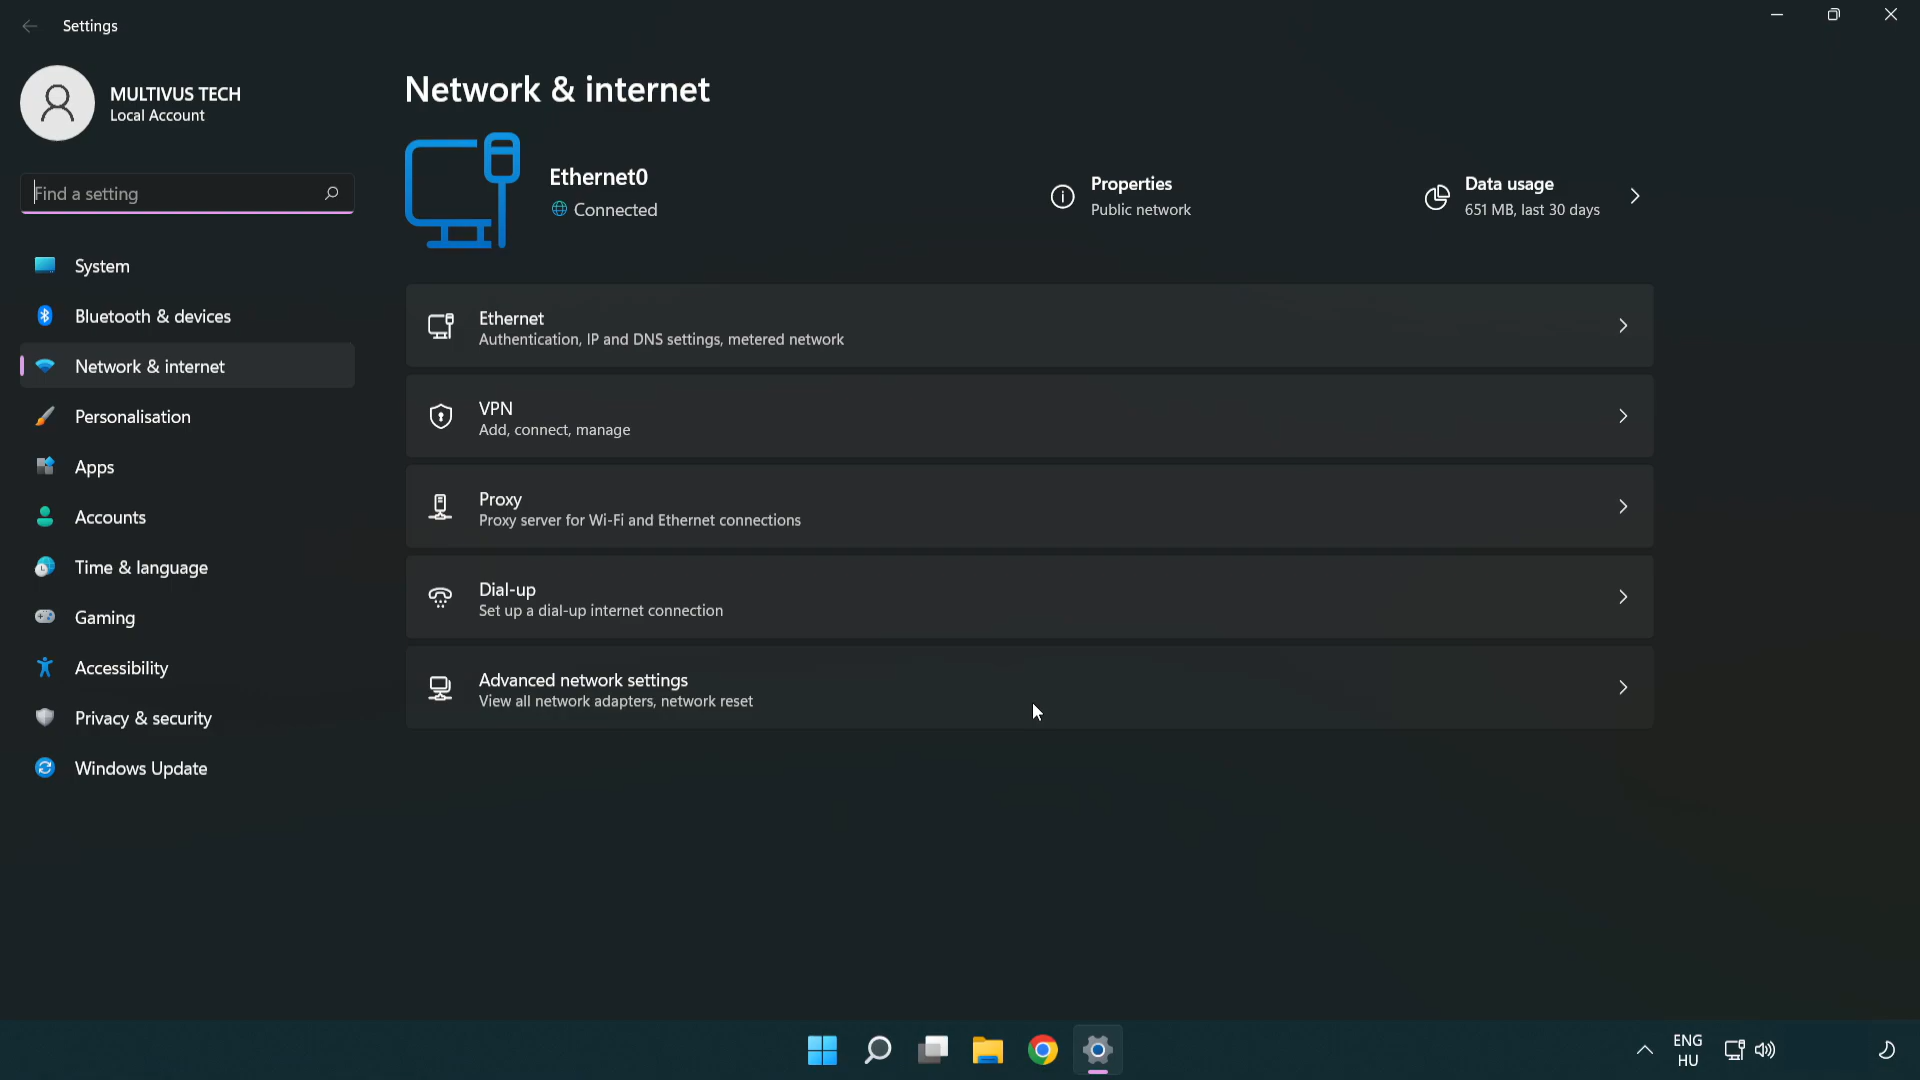 Settings
MULTIVUS TECH
Local Account
Find a setting
System
Bluetooth & devices
Network & internet
Personalisation
Apps
Accounts
Time & language
Gaming
Accessibility
Privacy & security
Windows Update
Network & internet
Ethernet0
Connected
Properties
Public network
Data usage
651 MB, last 30 days
Ethernet
Authentication, IP and DNS settings, metered network
VPN
Add, connect, manage
Proxy
Proxy server for Wi-Fi and Ethernet connections
Dial-up
Set up a dial-up internet connection
Advanced network settings
View all network adapters, network reset
ENG
HU